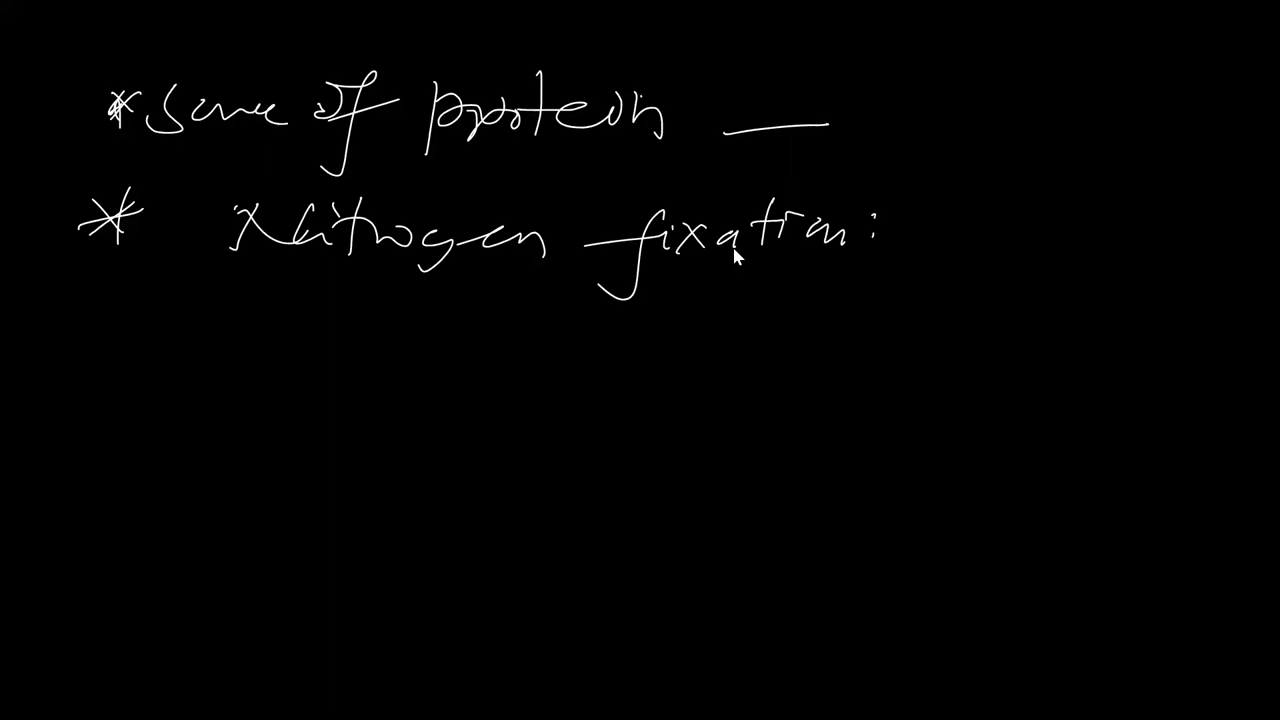 * Source of protein —
* Nitrogen fixation: